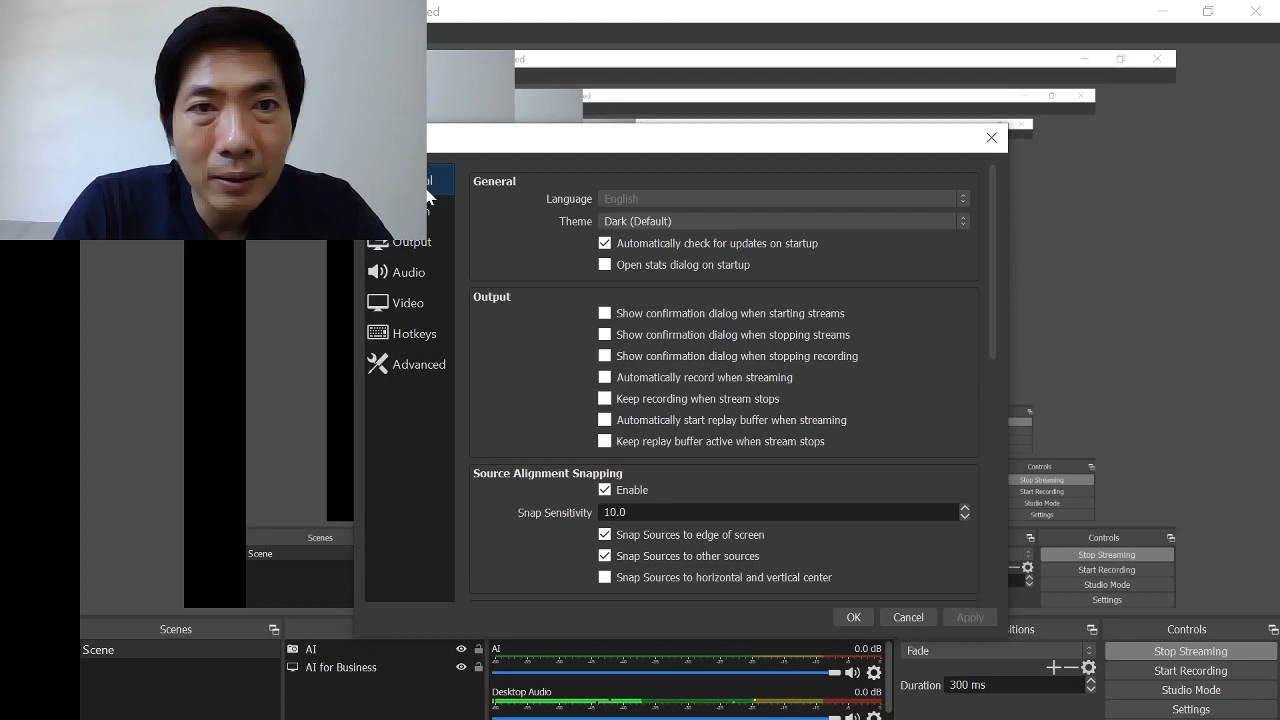 ed
ed
ed
al
n
Output
Audio
Video
Hotkeys
Advanced
General
Language English
Theme Dark (Default)
Automatically check for updates on startup
Open stats dialog on startup
Output
Show confirmation dialog when starting streams
Show confirmation dialog when stopping streams
Show confirmation dialog when stopping recording
Automatically record when streaming
Keep recording when stream stops
Automatically start replay buffer when streaming
Keep replay buffer active when stream stops
Source Alignment Snapping
Enable
Snap Sensitivity 10.0
Snap Sources to edge of screen
Snap Sources to other sources
Snap Sources to horizontal and vertical center
OK Cancel Apply
Controls
Stop Streaming
Start Recording
Studio Mode
Settings
Scenes
Scene
Controls
Stop Streaming
Start Recording
Studio Mode
Settings
Scenes
Scene
AI
AI for Business
AI 0.0 dB
Desktop Audio 0.0 dB
sitions
Fade
Duration 300 ms
Controls
Stop Streaming
Start Recording
Studio Mode
Settings